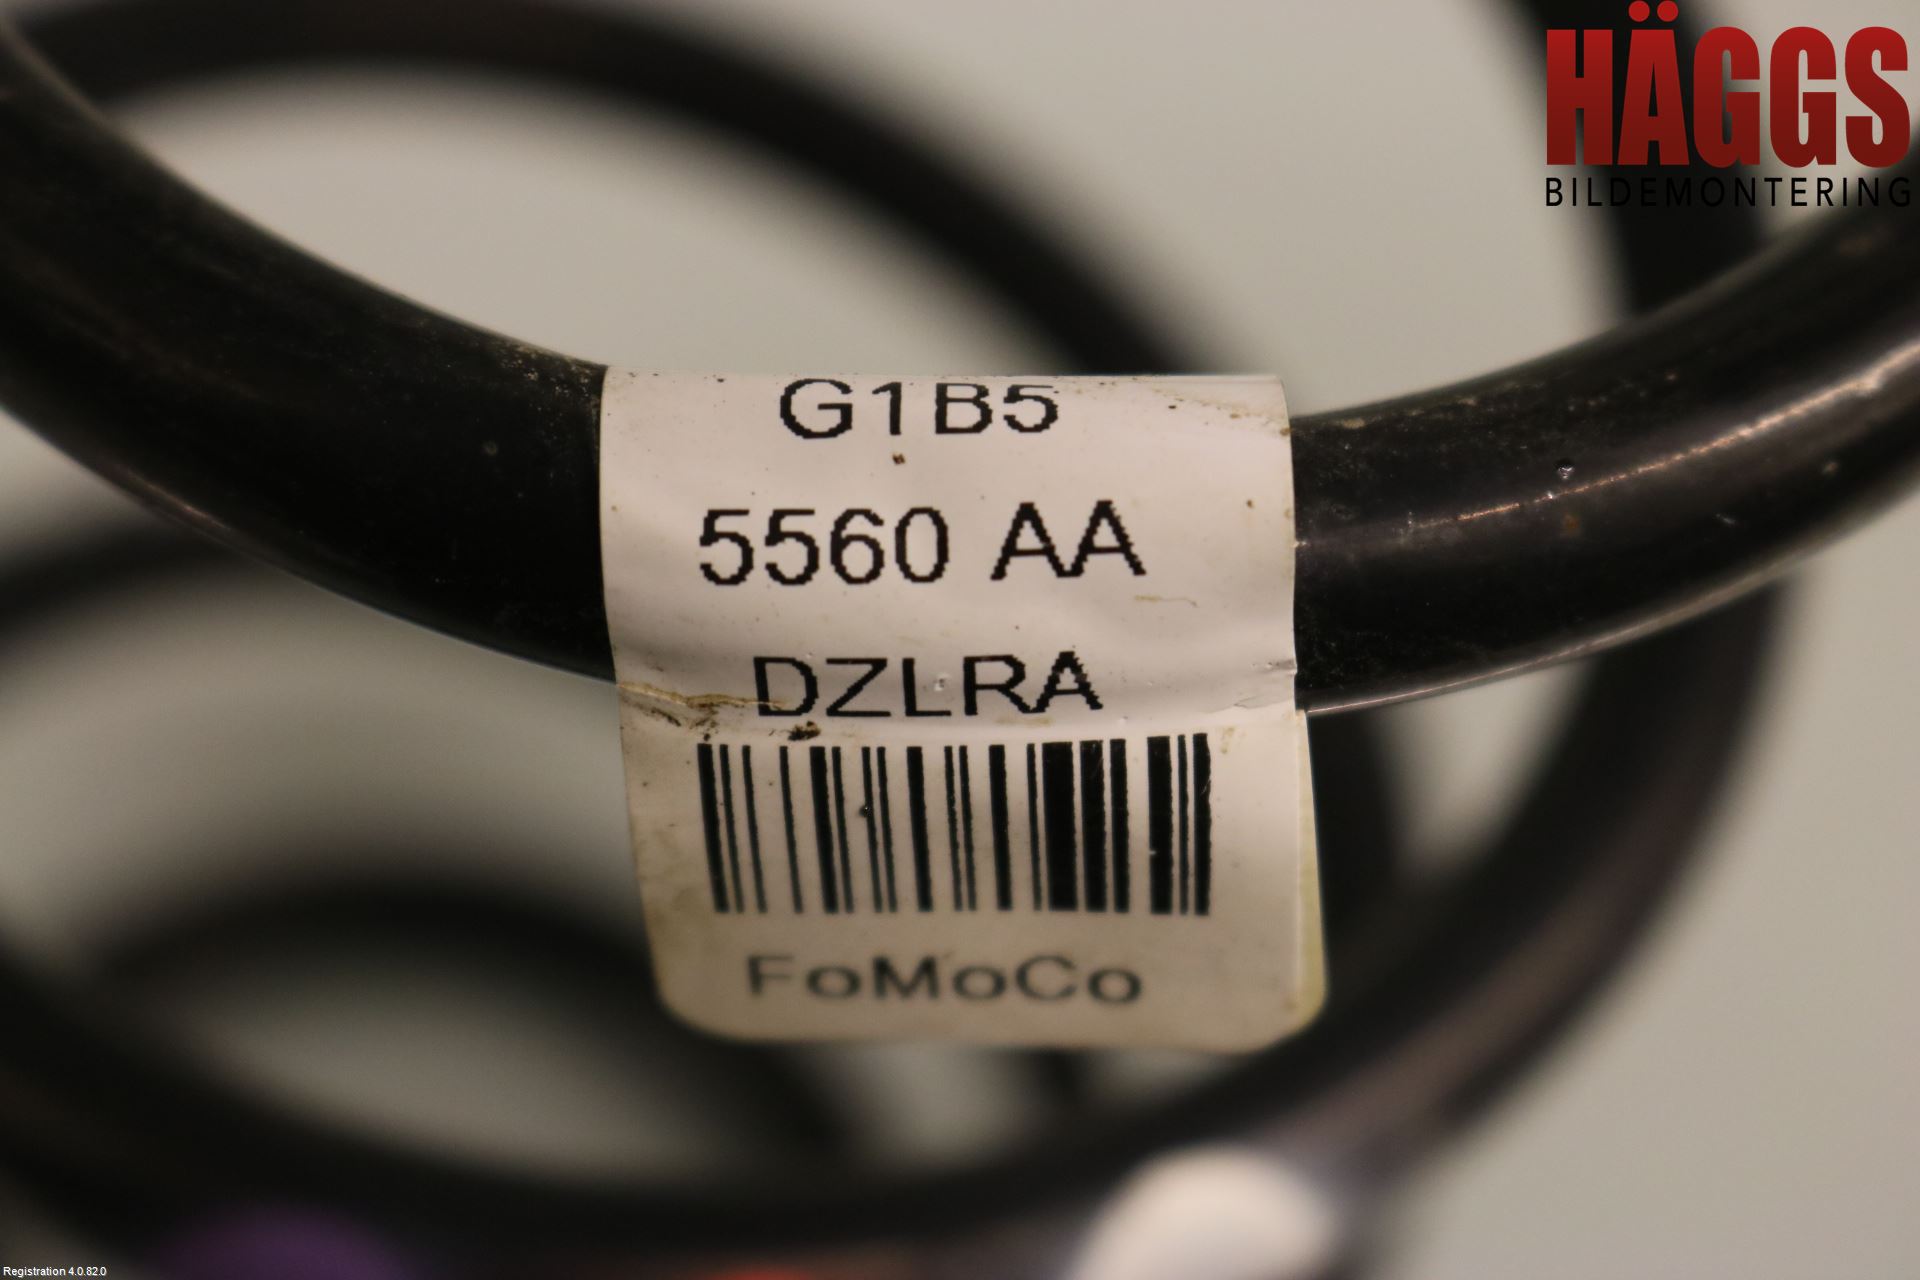 HÄGGS
BILDEMONTERING
G1B5
5560 AA
DZLRA
FoMoCo
Registration 4.0.82.0